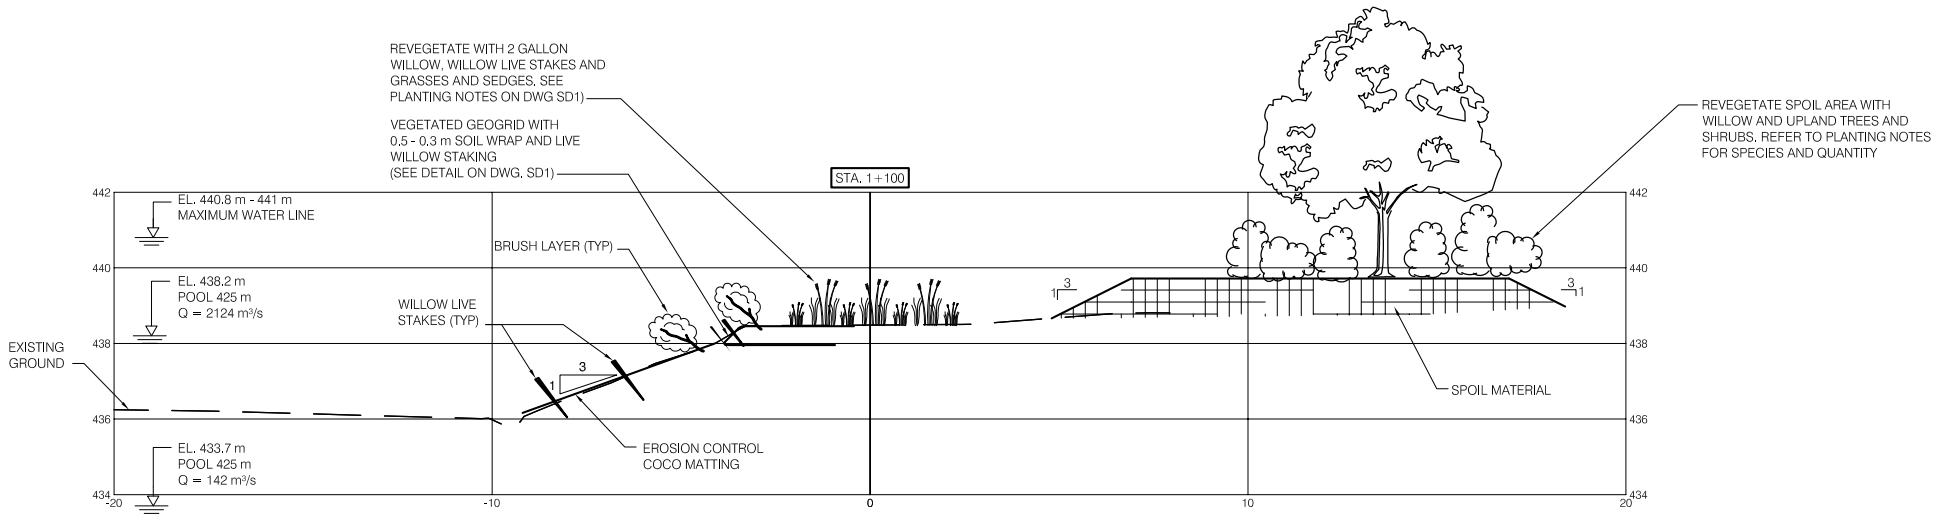 REVEGETATE WITH 2 GALLON
WILLOW, WILLOW LIVE STAKES AND
GRASSES AND SEDGES. SEE
PLANTING NOTES ON DWG SD1)
VEGETATED GEOGRID WITH
0.5 - 0.3 m SOIL WRAP AND LIVE
WILLOW STAKING
(SEE DETAIL ON DWG. SD1)
REVEGETATE SPOIL AREA WITH
WILLOW AND UPLAND TREES AND
SHRUBS. REFER TO PLANTING NOTES
FOR SPECIES AND QUANTITY
STA. 1+100
442
442
EL. 440.8 m - 441 m
MAXIMUM WATER LINE
BRUSH LAYER (TYP)
440
440
EL. 438.2 m
POOL 425 m
Q = 2124 m³/s
WILLOW LIVE
STAKES (TYP)
3
1
3
1
438
438
EXISTING
GROUND
3
1
SPOIL MATERIAL
436
436
EL. 433.7 m
POOL 425 m
Q = 142 m³/s
EROSION CONTROL
COCO MATTING
434
434
-20
-10
0
10
20